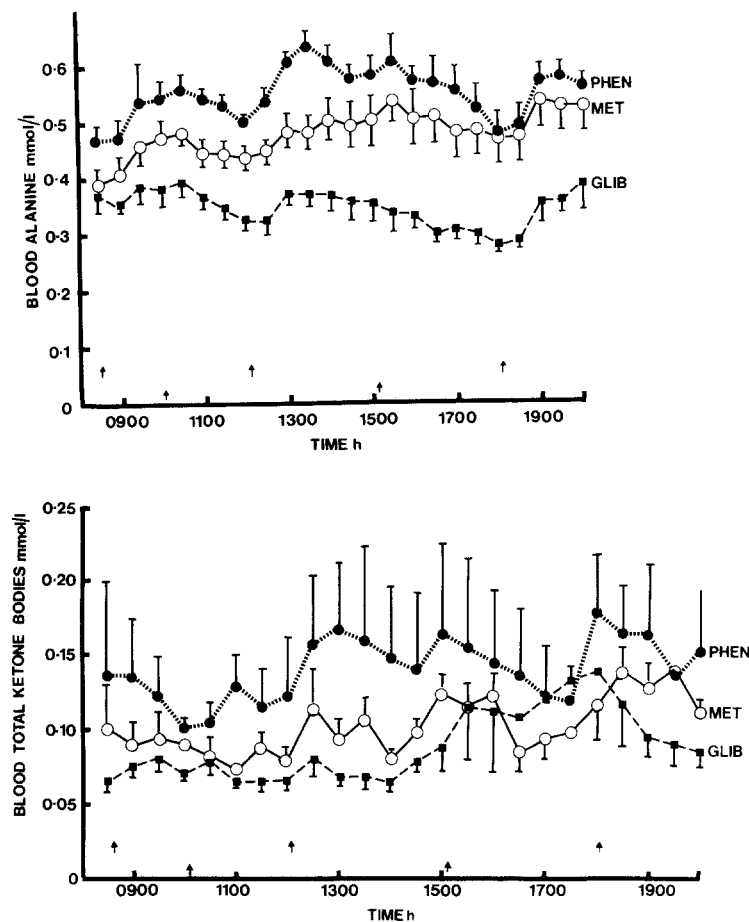 BLOOD ALANINE mmol/l
0·6
0·5
0·4
0·3
0·2
0·1
0
PHEN
MET
GLIB
0900 1100 1300 1500 1700 1900
TIME h
BLOOD TOTAL KETONE BODIES mmol/l
0·25
0·20
0·15
0·10
0·05
0
PHEN
MET
GLIB
0900 1100 1300 1500 1700 1900
TIME h